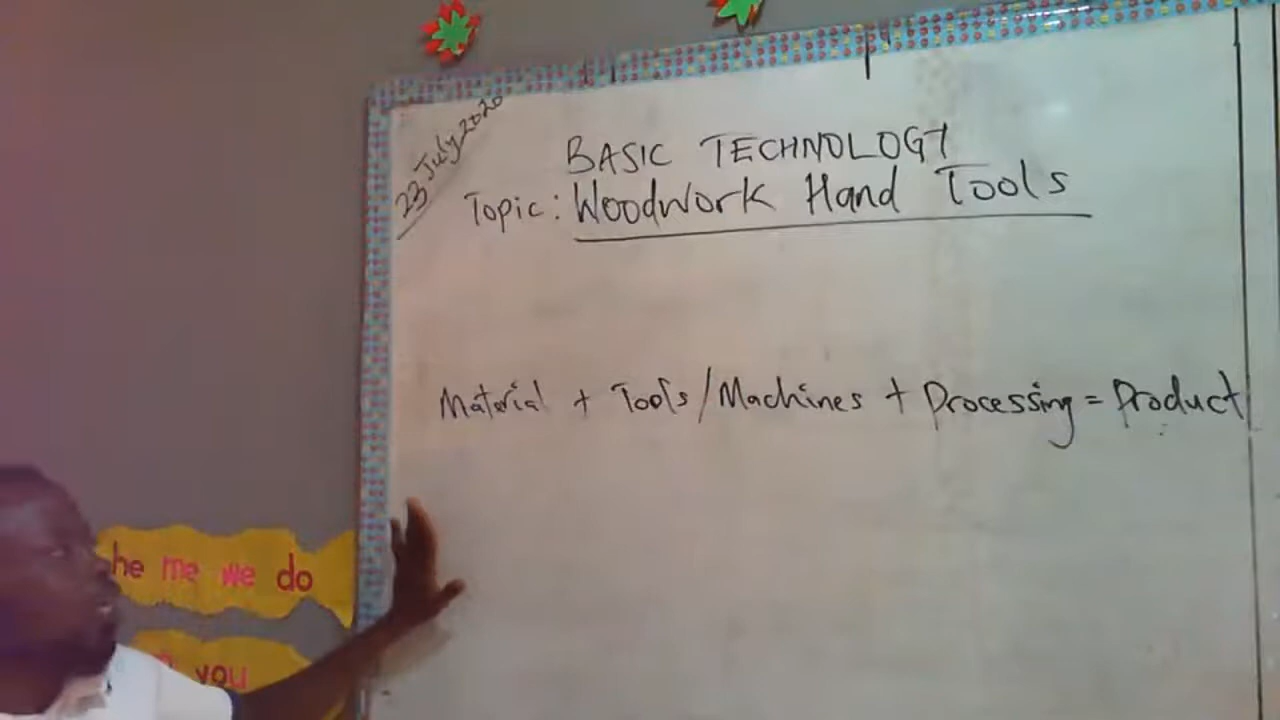 23 July 2020
BASIC TECHNOLOGY
Topic: Woodwork Hand Tools
Material + Tools/Machines + Processing = Product
he me we do
you